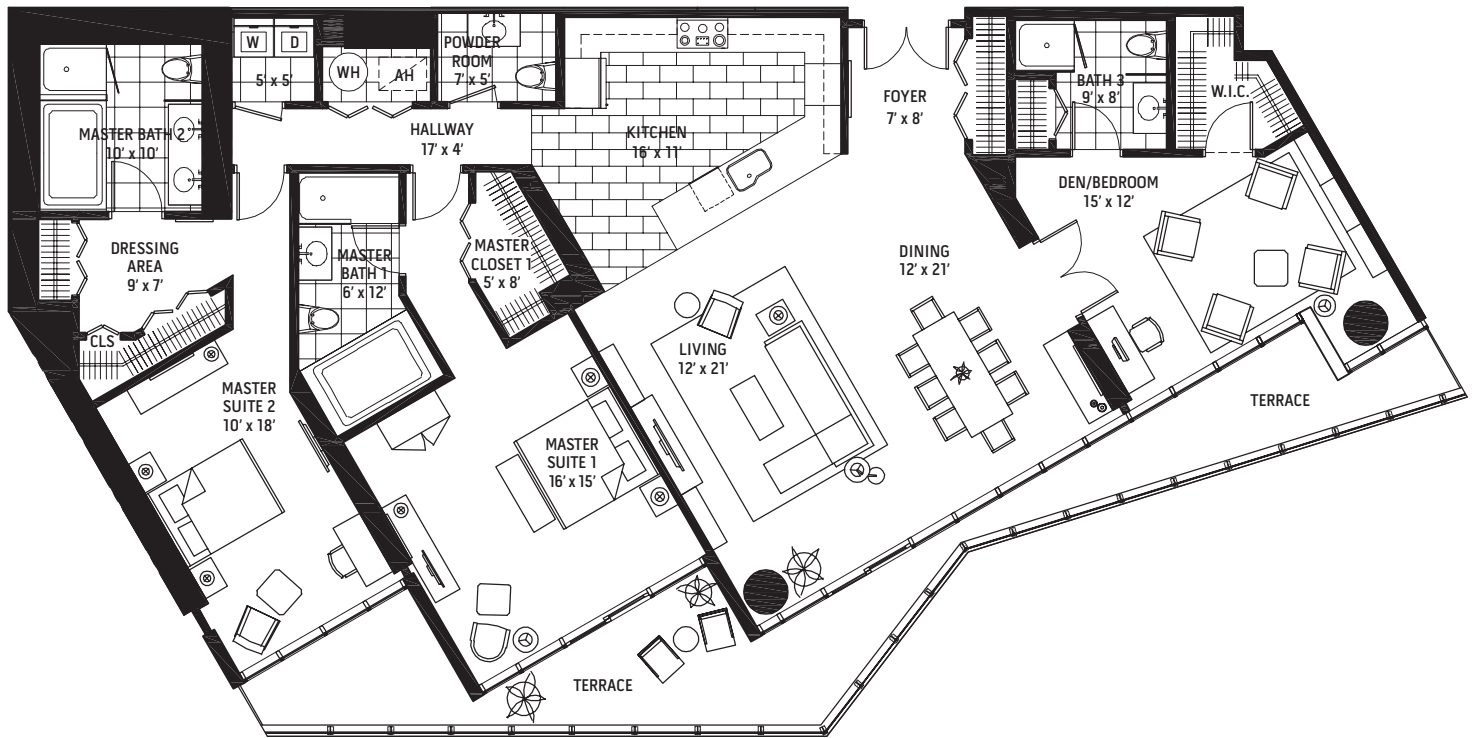 W
D
5' x 5'
WH
AH
POWDER
ROOM
7' x 5'
MASTER BATH 2
10' x 10'
HALLWAY
17' x 4'
KITCHEN
16' x 11'
FOYER
7' x 8'
BATH 3
9' x 8'
W.I.C.
DEN/BEDROOM
15' x 12'
DRESSING
AREA
9' x 7'
CLS
MASTER
BATH 1
6' x 12'
MASTER
CLOSET 1
5' x 8'
DINING
12' x 21'
LIVING
12' x 21'
MASTER
SUITE 2
10' x 18'
MASTER
SUITE 1
16' x 15'
TERRACE
TERRACE